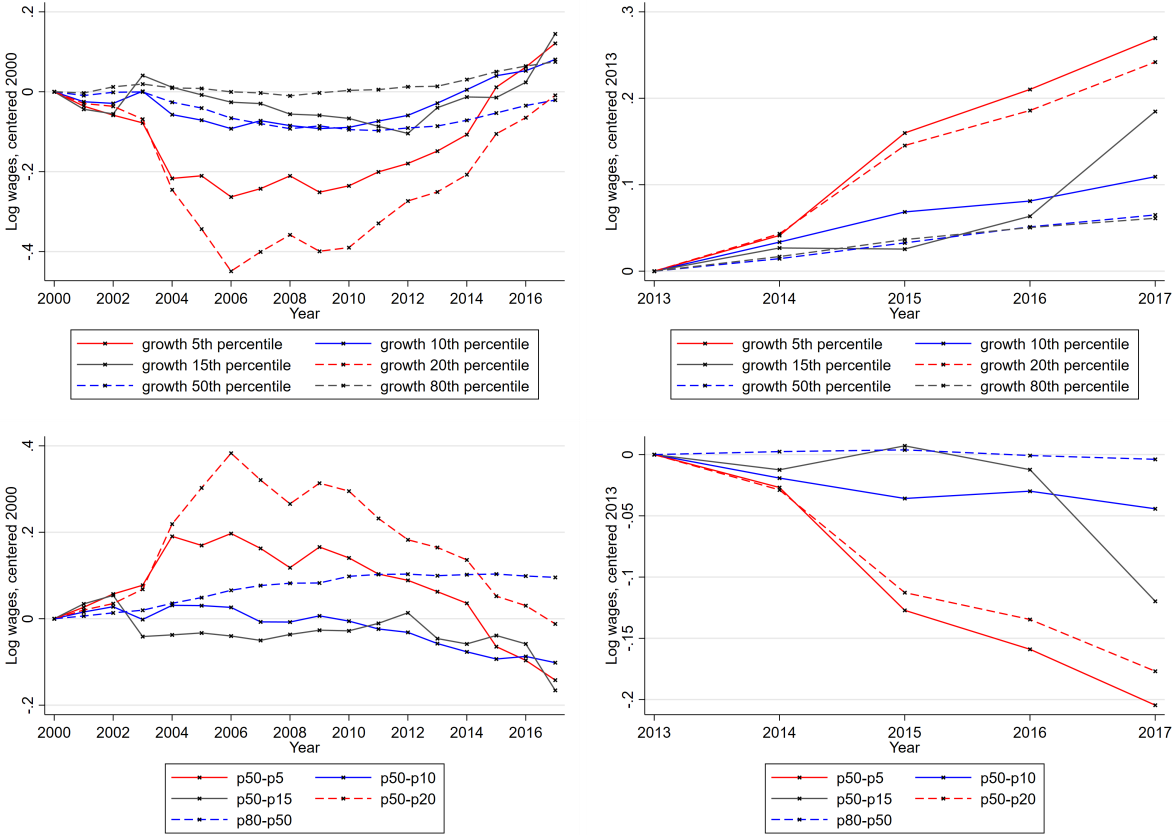 Log wages, centered 2000
.2
0
-.2
-.4
2000 2002 2004 2006 2008 2010 2012 2014 2016
Year
growth 5th percentile growth 10th percentile
growth 15th percentile growth 20th percentile
growth 50th percentile growth 80th percentile
Log wages, centered 2013
.3
.2
.1
0
2013 2014 2015 2016 2017
Year
growth 5th percentile growth 10th percentile
growth 15th percentile growth 20th percentile
growth 50th percentile growth 80th percentile
Log wages, centered 2000
.4
.2
0
-.2
2000 2002 2004 2006 2008 2010 2012 2014 2016
Year
p50-p5 p50-p10
p50-p15 p50-p20
p80-p50
Log wages, centered 2013
0
-.05
-.1
-.15
-.2
2013 2014 2015 2016 2017
Year
p50-p5 p50-p10
p50-p15 p50-p20
p80-p50